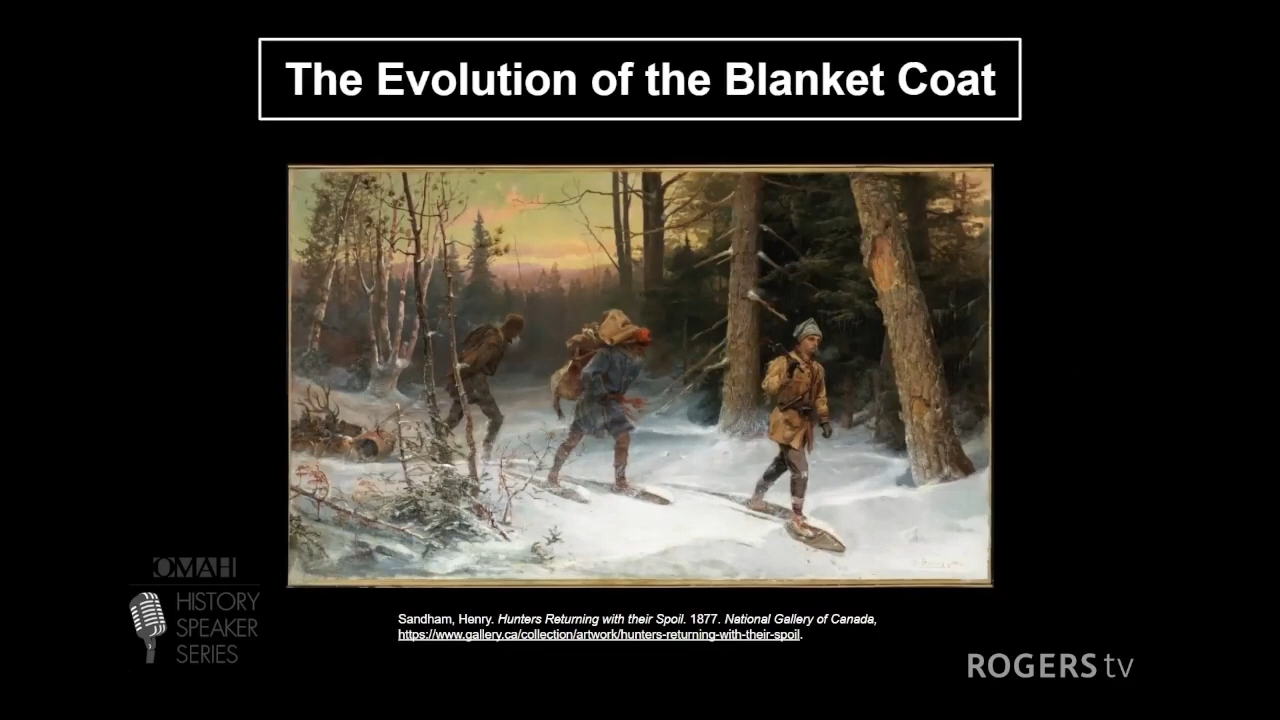 The Evolution of the Blanket Coat
Sandham, Henry. Hunters Returning with their Spoil. 1877. National Gallery of Canada,
https://www.gallery.ca/collection/artwork/hunters-returning-with-their-spoil.
OMAH
HISTORY
SPEAKER
SERIES
ROGERS tv